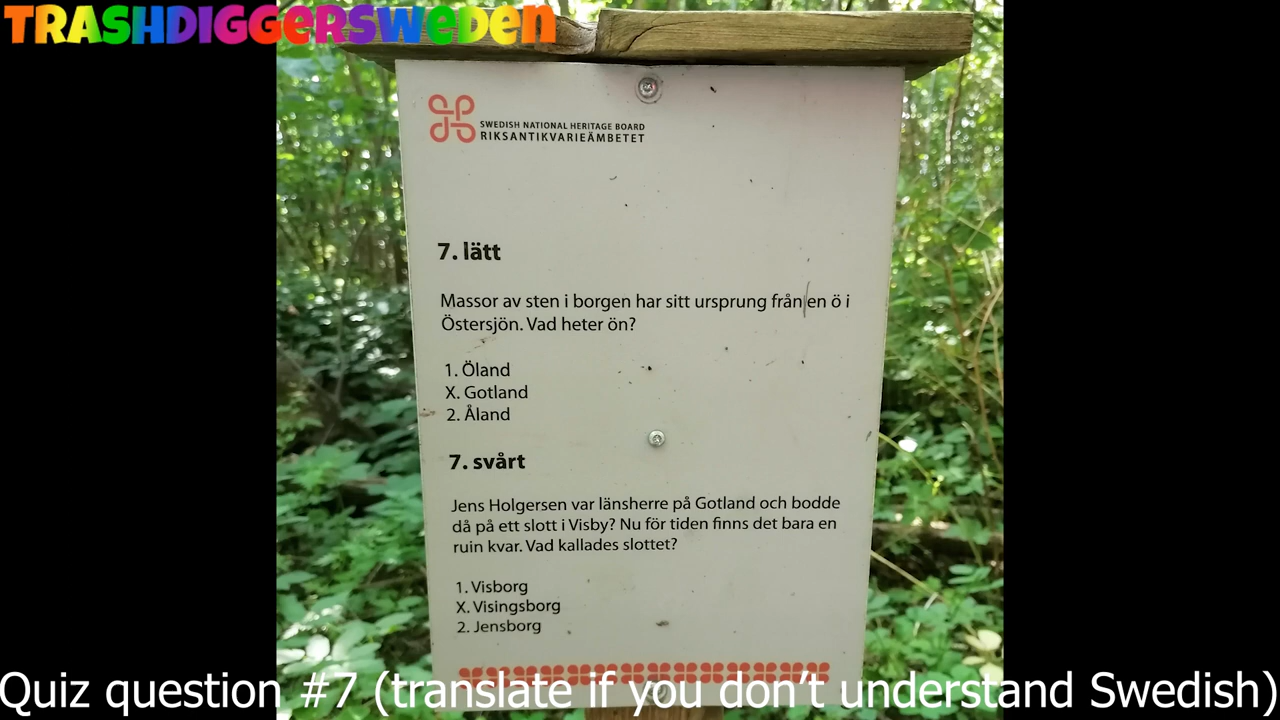 TRASHDIGGERSWEDEN
SWEDISH NATIONAL HERITAGE BOARD
RIKSANTIKVARIEÄMBETET
7. lätt
Massor av sten i borgen har sitt ursprung från en ö i
Östersjön. Vad heter ön?
1. Öland
X. Gotland
2. Åland
7. svårt
Jens Holgersen var länsherre på Gotland och bodde
då på ett slott i Visby? Nu för tiden finns det bara en
ruin kvar. Vad kallades slottet?
1. Visborg
X. Visingsborg
2. Jensborg
Quiz question #7 (translate if you don’t understand Swedish)